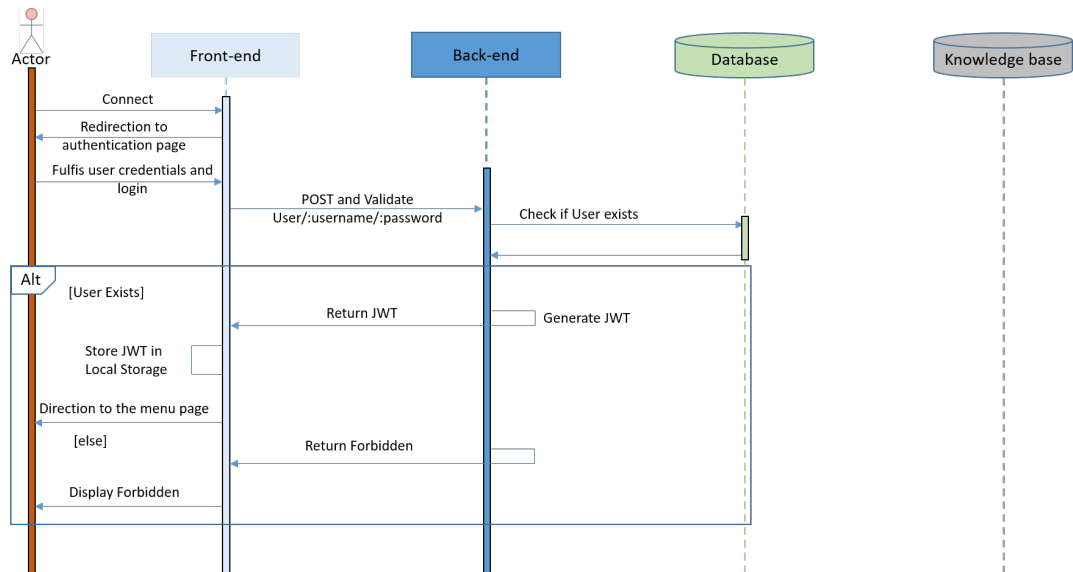 Actor
Front-end
Back-end
Database
Knowledge base
Connect
Redirection to
authentication page
Fulfis user credentials and
login
POST and Validate
User/:username/:password
Check if User exists
Alt
[User Exists]
Return JWT
Generate JWT
Store JWT in
Local Storage
Direction to the menu page
[else]
Return Forbidden
Display Forbidden